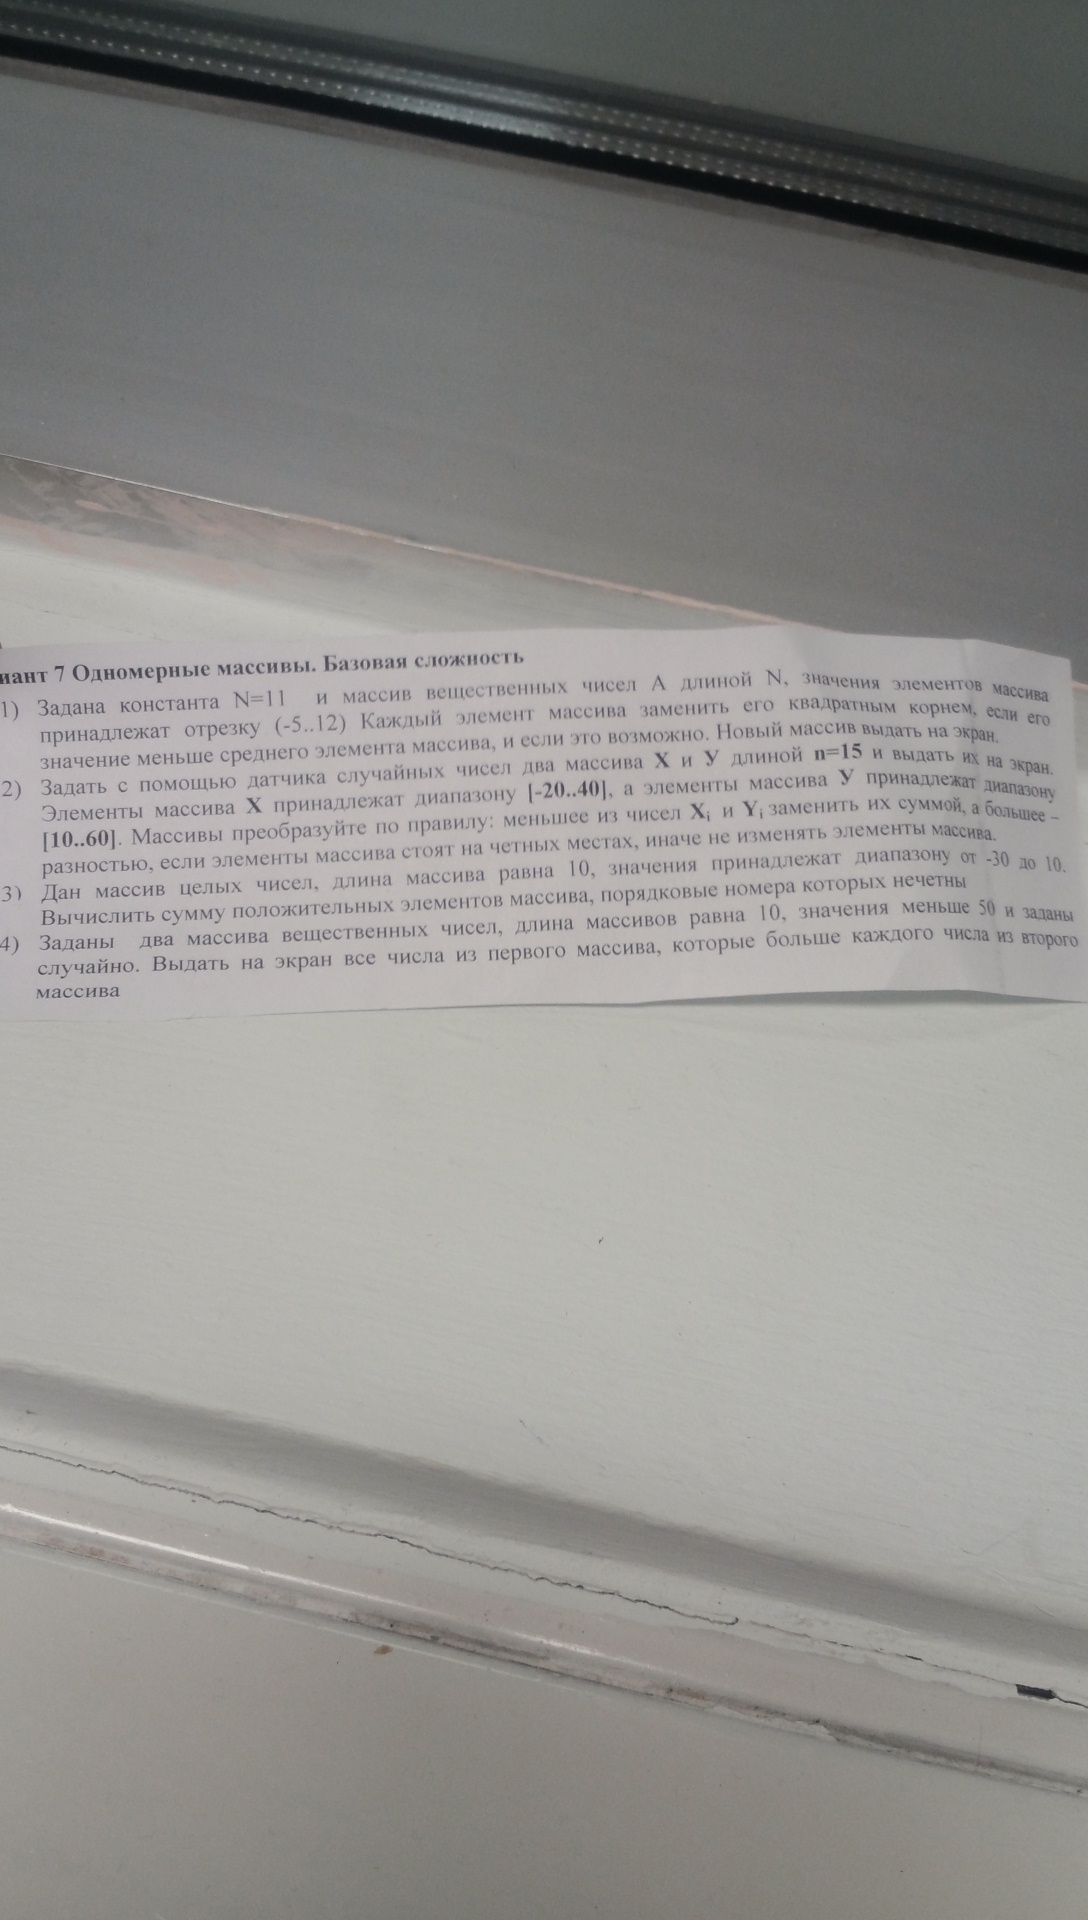 иант 7 Одномерные массивы. Базовая сложность
1) Задана константа N=11 и массив вещественных чисел А длиной N, значения элементов массива
принадлежат отрезку (-5..12) Каждый элемент массива заменить его квадратным корнем, если его
значение меньше среднего элемента массива, и если это возможно. Новый массив выдать на экран.
2) Задать с помощью датчика случайных чисел два массива X и У длиной n=15 и выдать их на экран.
Элементы массива X принадлежат диапазону [-20..40], а элементы массива У принадлежат диапазону
[10..60]. Массивы преобразуйте по правилу: меньшее из чисел Xi и Yi заменить их суммой, а большее –
разностью, если элементы массива стоят на четных местах, иначе не изменять элементы массива.
3) Дан массив целых чисел, длина массива равна 10, значения принадлежат диапазону от -30 до 10.
Вычислить сумму положительных элементов массива, порядковые номера которых нечетны
4) Заданы два массива вещественных чисел, длина массивов равна 10, значения меньше 50 и заданы
случайно. Выдать на экран все числа из первого массива, которые больше каждого числа из второго
массива